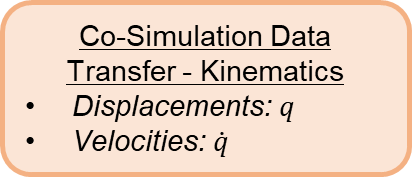 Co-Simulation Data
Transfer - Kinematics
• Displacements: q
• Velocities: q̇